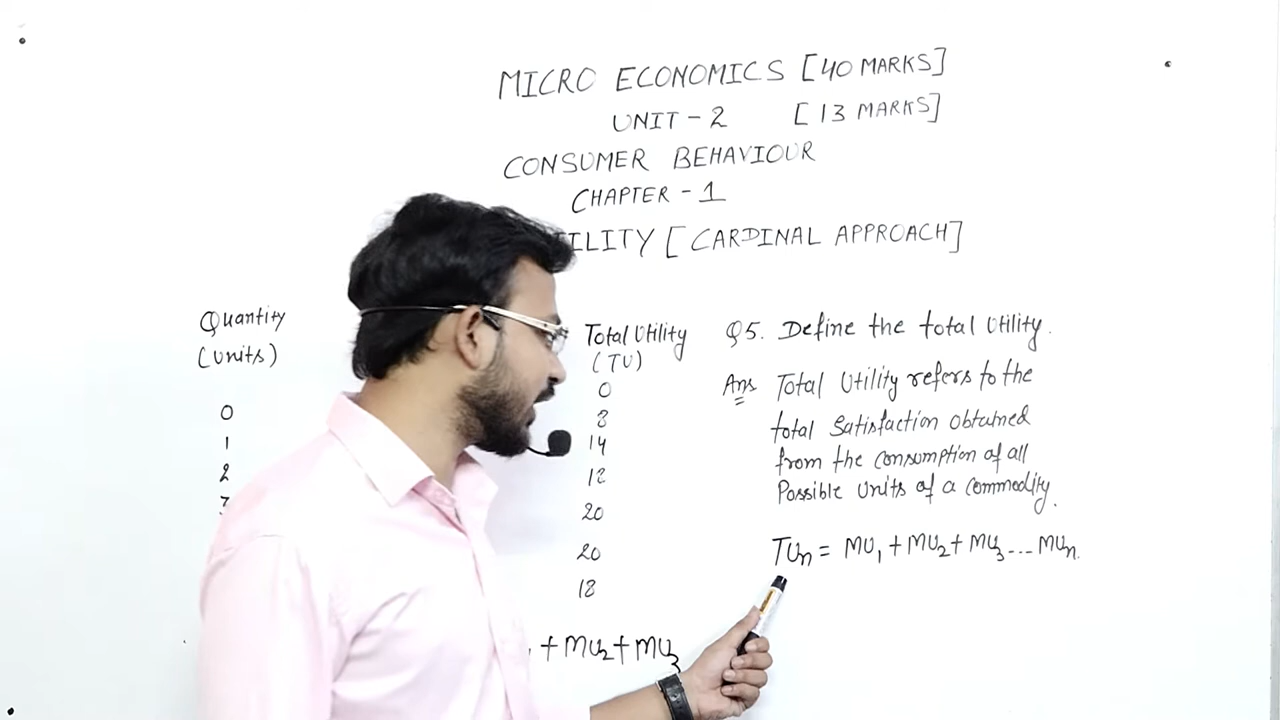 MICRO ECONOMICS [40 MARKS]
UNIT - 2 [13 MARKS]
CONSUMER BEHAVIOUR
CHAPTER - 1
TILITY [CARDINAL APPROACH]
Quantity
(Units)
0
1
2
3
Total Utility
(TU)
0
8
14
18
20
20
18
+ MU2 + MU3
Q5. Define the total Utility.
Ans Total Utility refers to the
total Satisfaction obtained
from the Consumption of all
Possible Units of a Commodity.
TUn = MU1 + MU2 + MU3 ... MUn.